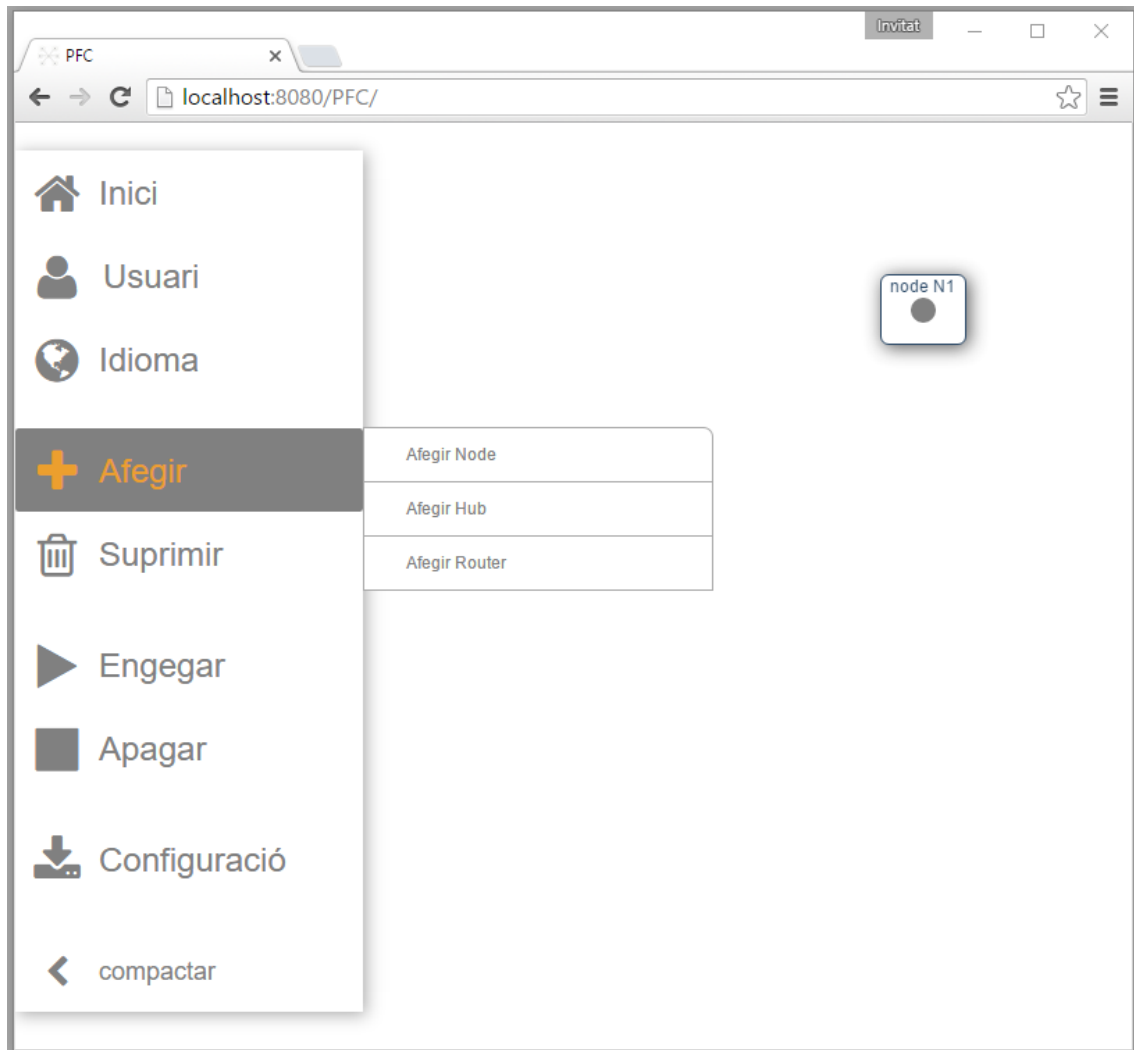 Invitat
PFC
localhost:8080/PFC/
Inici
Usuari
Idioma
Afegir
Suprimir
Engegar
Apagar
Configuració
compactar
Afegir Node
Afegir Hub
Afegir Router
node N1